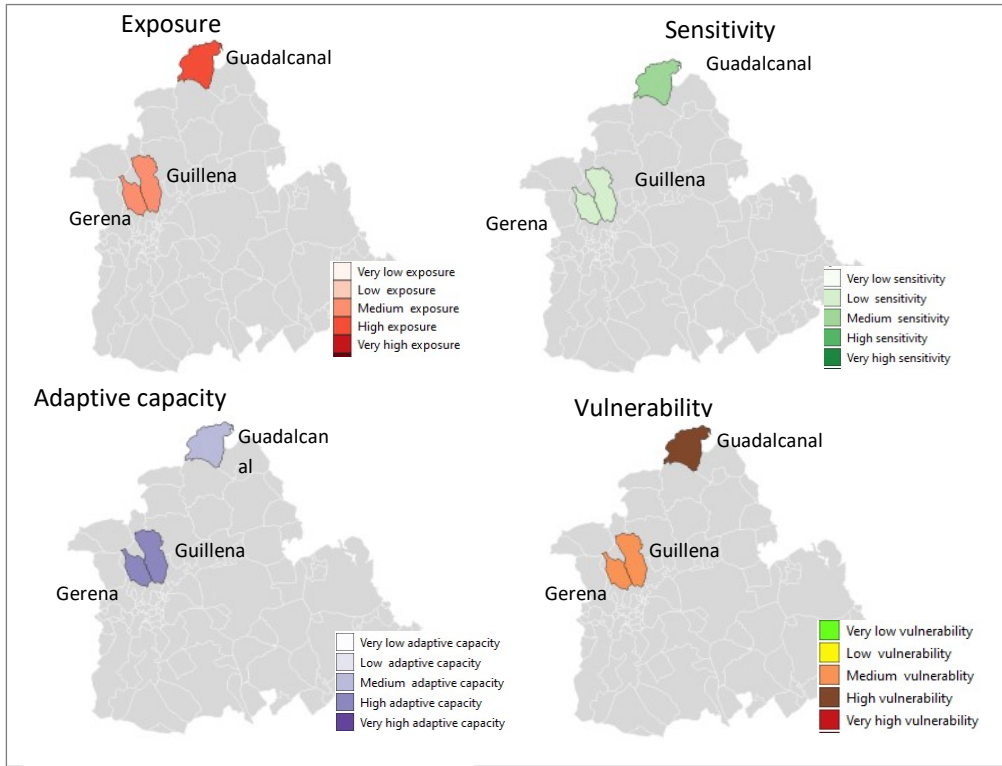 Exposure
Guadalcanal
Guillena
Gerena
Very low exposure
Low exposure
Medium exposure
High exposure
Very high exposure
Sensitivity
Guadalcanal
Guillena
Gerena
Very low sensitivity
Low sensitivity
Medium sensitivity
High sensitivity
Very high sensitivity
Adaptive capacity
Guadalcan
al
Guillena
Gerena
Very low adaptive capacity
Low adaptive capacity
Medium adaptive capacity
High adaptive capacity
Very high adaptive capacity
Vulnerability
Guadalcanal
Guillena
Gerena
Very low vulnerability
Low vulnerability
Medium vulnerablity
High vulnerability
Very high vulnerability